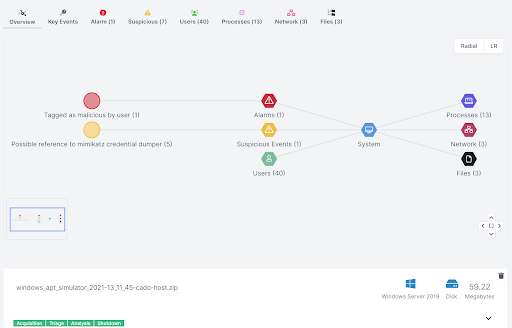 Overview Key Events Alarm (1) Suspicious (7) Users (40) Processes (13) Network (3) Files (3)
Radial LR
Tagged as malicious by user (1)
Alarms (1)
Processes (13)
Possible reference to mimikatz credential dumper (5)
Suspicious Events (1)
System
Network (3)
Users (40)
Files (3)
windows_apt_simulator_2021-13_11_45-cado-host.zip
Windows Server 2019
Disk
59.22
Megabytes
Acquisition Triage Analysis Shutdown